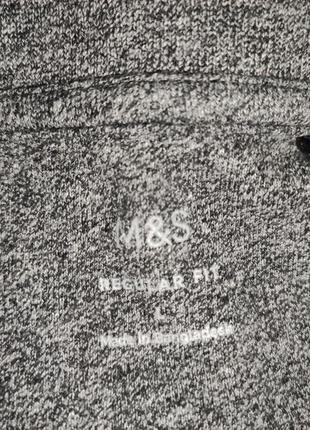 M&S
REGULAR FIT
L
Made in Bangladesh